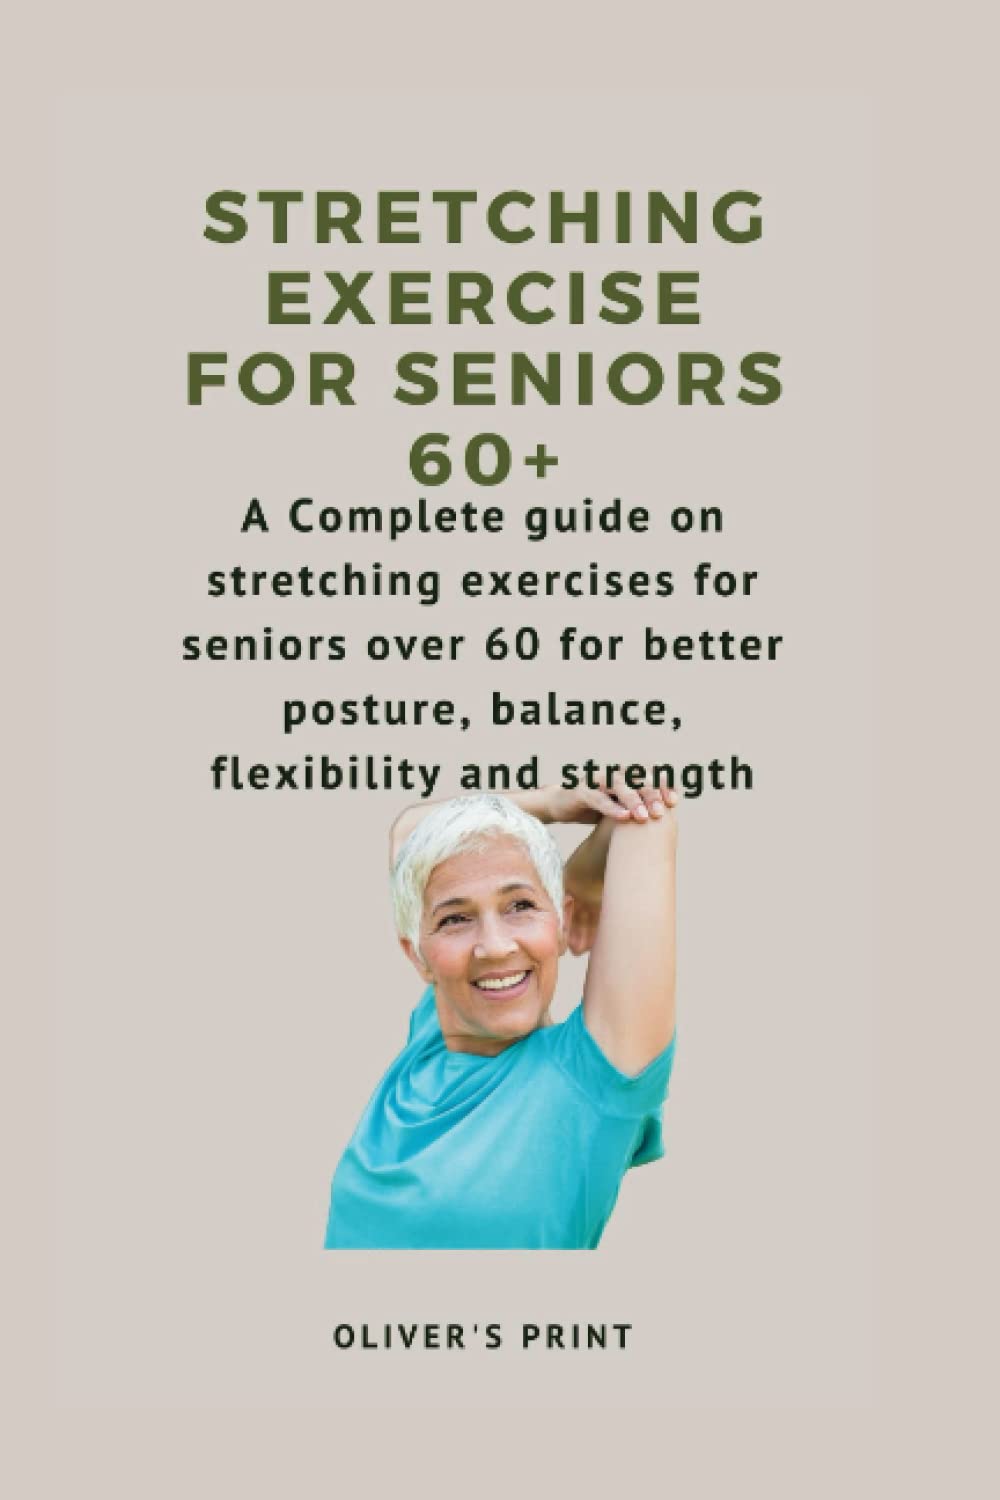 STRETCHING
EXERCISE
FOR SENIORS
60+
A Complete guide on
stretching exercises for
seniors over 60 for better
posture, balance,
flexibility and strength
OLIVER'S PRINT